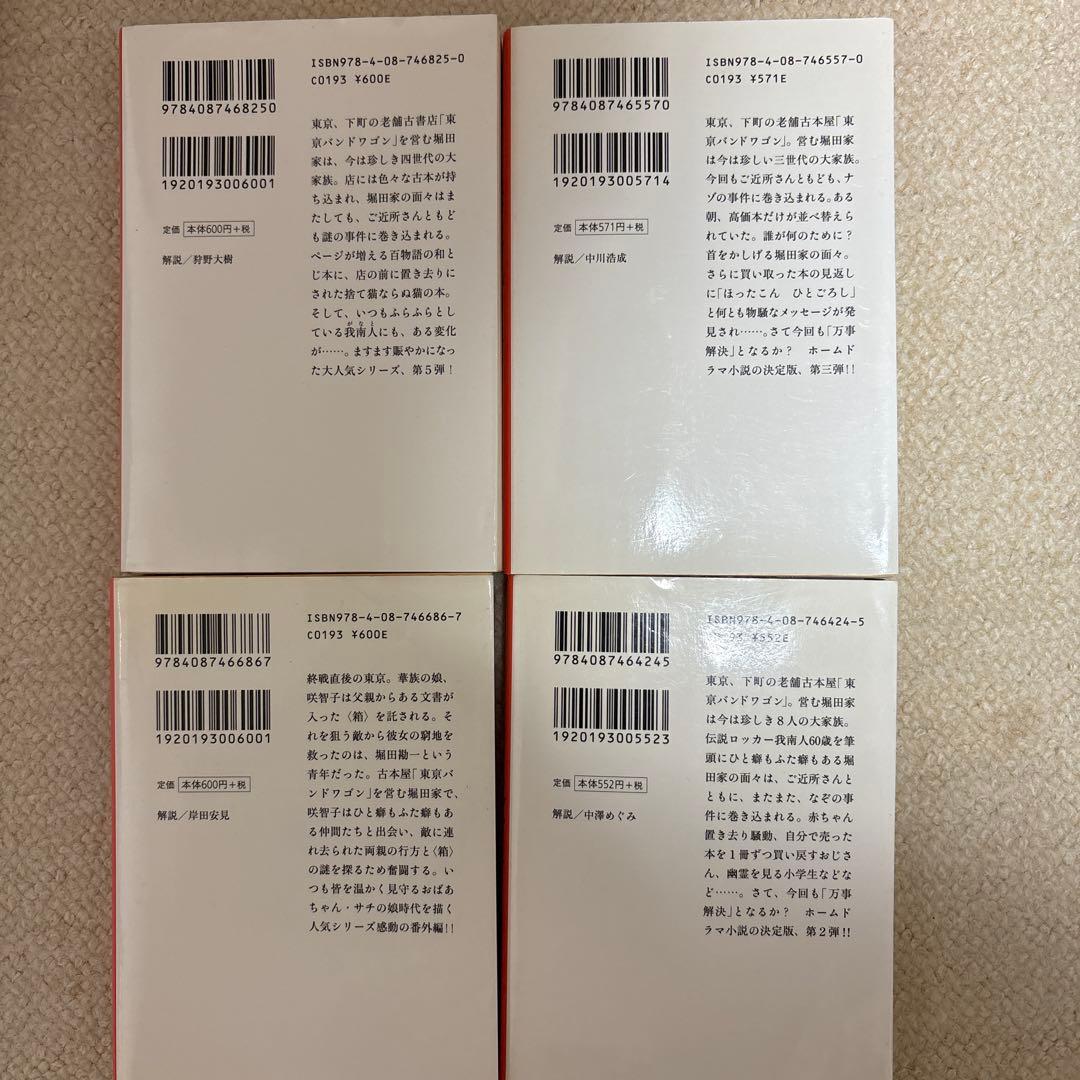 ISBN978-4-08-746825-0
C0193 ¥600E
9784087468250
1920193006001
定価 本体600円+税
解説/狩野大樹
東京、下町の老舗古書店「東
京バンドワゴン」を営む堀田
家は、今は珍しき四世代の大
家族。店には色々な古本が持
ち込まれ、堀田家の面々はま
たしても、ご近所さんともど
も謎の事件に巻き込まれる。
ページが増える百物語の和と
じ本に、店の前に置き去りに
された捨て猫ならぬ猫の本。
そして、いつもふらふらとし
ている我南人にも、ある変化
がなと
が……。ますます賑やかになっ
た大人気シリーズ、第5弾!
ISBN978-4-08-746557-0
C0193 ¥571E
9784087465570
1920193005714
定価 本体571円+税
解説/中川浩成
東京、下町の老舗古本屋「東
京バンドワゴン」。営む堀田家
は今は珍しい三世代の大家族。
今回もご近所さんともども、ナ
ゾの事件に巻き込まれる。ある
朝、高価本だけが並べ替えら
れていた。誰が何のために?
首をかしげる堀田家の面々。
さらに買い取った本の見返し
に「ほったこん ひとごろし」
と何とも物騒なメッセージが発
見され……。さて今回も「万事
解決」となるか? ホームド
ラマ小説の決定版、第三弾!!
ISBN978-4-08-746686-7
C0193 ¥600E
9784087466867
1920193006001
定価 本体600円+税
解説/岸田安見
終戦直後の東京。華族の娘、
咲智子は父親からある文書が
入った〈箱〉を託される。そ
れを狙う敵から彼女の窮地を
救ったのは、堀田勘一という
青年だった。古本屋「東京バ
ンドワゴン」を営む堀田家で、
咲智子はひと癖もふた癖もあ
る仲間たちと出会い、敵に連
れ去られた両親の行方と〈箱〉
の謎を探るため奮闘する。い
つも皆を温かく見守るおばあ
ちゃん・サチの娘時代を描く
人気シリーズ感動の番外編!!
ISBN978-4-08-746424-5
93 ¥552E
9784087464245
1920193005523
定価 本体552円+税
解説/中澤めぐみ
東京、下町の老舗古本屋「東
京バンドワゴン」。営む堀田家
は今は珍しき8人の大家族。
伝説ロッカー我南人60歳を筆
頭にひと癖もふた癖もある堀
田家の面々は、ご近所さんと
ともに、またまた、なぞの事
件に巻き込まれる。赤ちゃん
置き去り騒動、自分で売った
本を1冊ずつ買い戻すおじさ
ん、幽霊を見る小学生などな
ど……。さて、今回も「万事
解決」となるか? ホームド
ラマ小説の決定版、第2弾!!